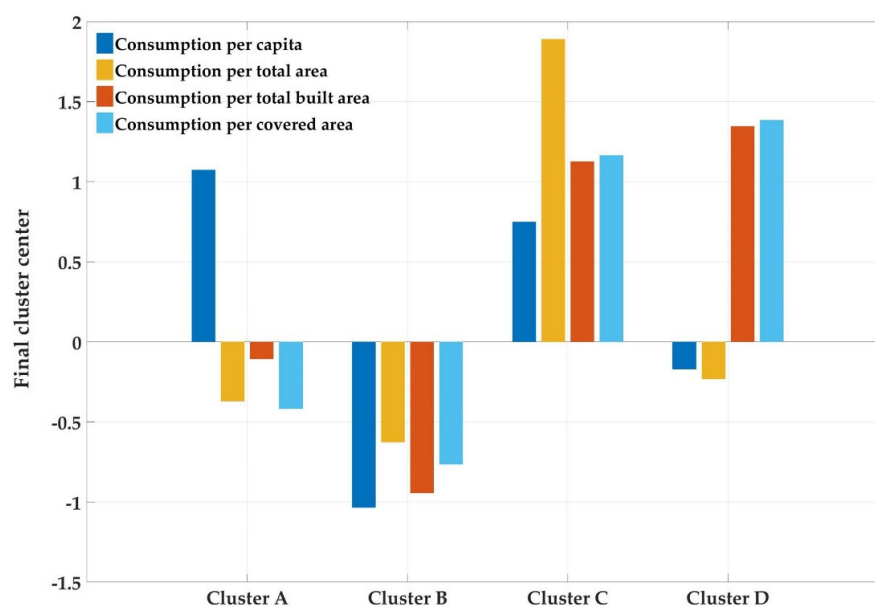 2
Consumption per capita
Consumption per total area
Consumption per total built area
Consumption per covered area
1.5
1
0.5
0
-0.5
-1
-1.5
Final cluster center
Cluster A Cluster B Cluster C Cluster D